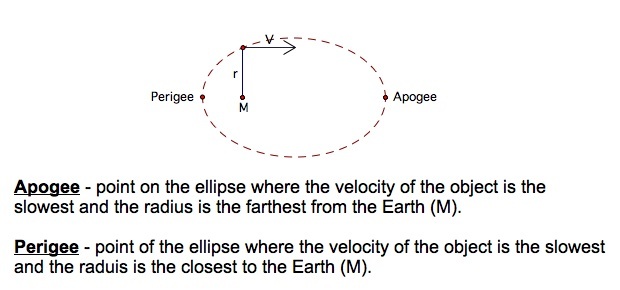 V
r
Perigee
Apogee
M
Apogee - point on the ellipse where the velocity of the object is the
slowest and the radius is the farthest from the Earth (M).
Perigee - point of the ellipse where the velocity of the object is the slowest
and the raduis is the closest to the Earth (M).